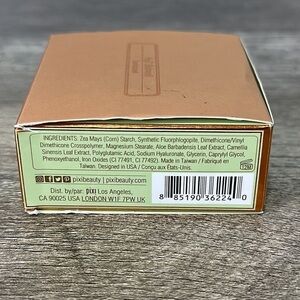 INGREDIENTS: Zea Mays (Corn) Starch, Synthetic Fluorphlogopite, Dimethicone/Vinyl
Dimethicone Crosspolymer, Magnesium Stearate, Aloe Barbadensis Leaf Extract, Camellia
Sinensis Leaf Extract, Polyglutamic Acid, Sodium Hyaluronate, Glycerin, Caprylyl Glycol,
Phenoxyethanol, Iron Oxides (CI 77491, CI 77492). Made in Taiwan / Fabriqué en
Taiwan. Designed in USA / Conçu aux États-Unis.
pixibeauty pixibeauty.com
Dist. by/par: pixi Los Angeles,
CA 90025 USA LONDON W1F 7PW UK
8 85190 36224 0